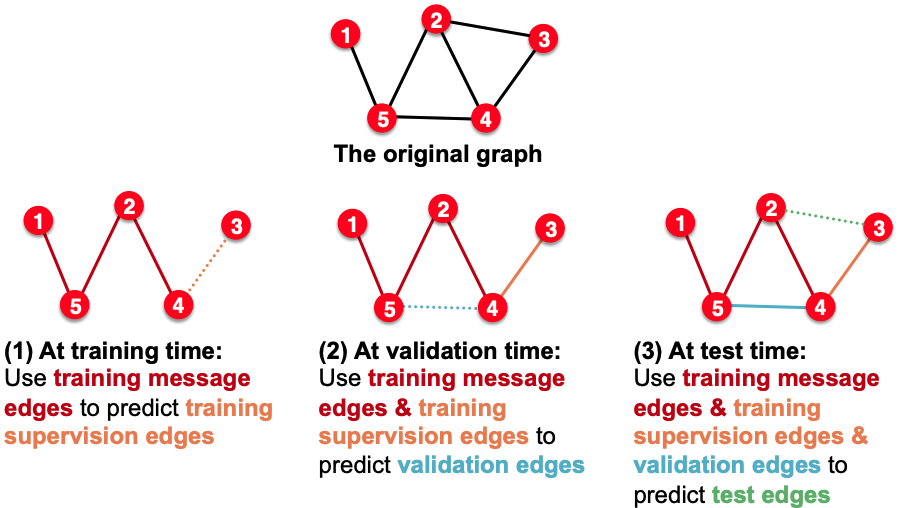 1
2
3
5
4
The original graph
1
2
3
5
4
1
2
3
5
4
1
2
3
5
4
(1) At training time:
Use training message
edges to predict training
supervision edges
(2) At validation time:
Use training message
edges & training
supervision edges to
predict validation edges
(3) At test time:
Use training message
edges & training
supervision edges &
validation edges to
predict test edges